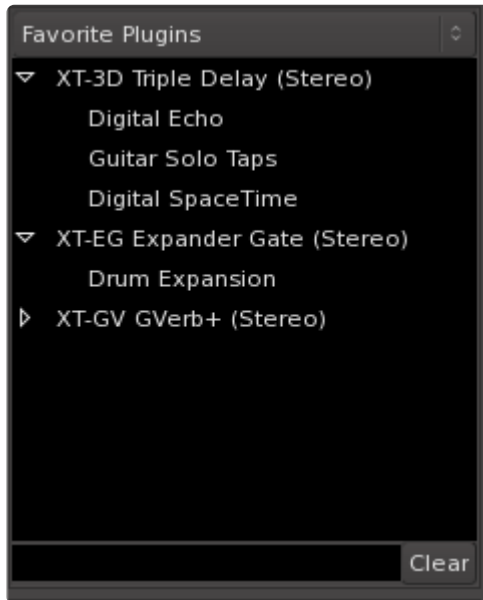 Favorite Plugins
XT-3D Triple Delay (Stereo)
Digital Echo
Guitar Solo Taps
Digital SpaceTime
XT-EG Expander Gate (Stereo)
Drum Expansion
XT-GV GVerb+ (Stereo)
Clear